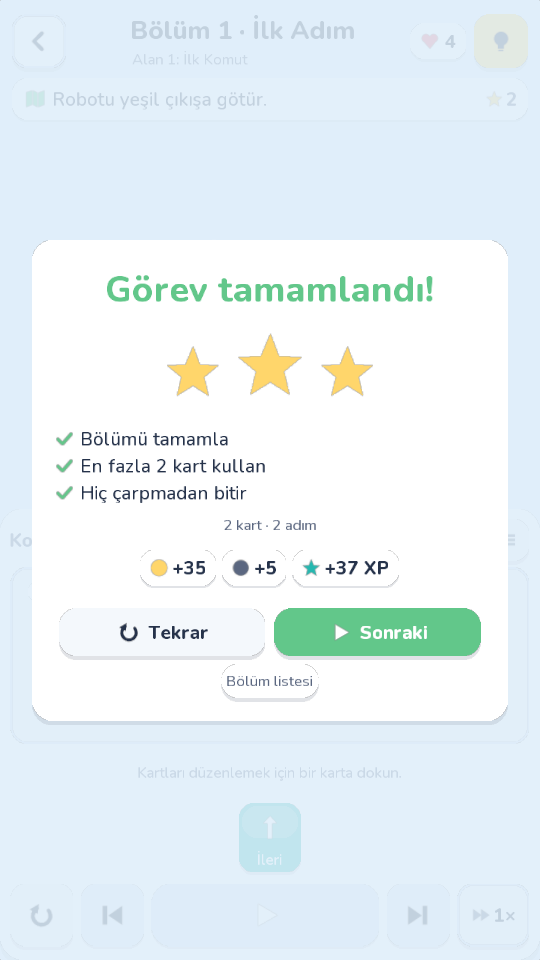 Bölüm 1 · İlk Adım
Alan 1: İlk Komut
4
Robotu yeşil çıkışa götür.
2
Görev tamamlandı!
Bölümü tamamla
En fazla 2 kart kullan
Hiç çarpmadan bitir
2 kart · 2 adım
+35
+5
+37 XP
Tekrar
Sonraki
Bölüm listesi
Kartları düzenlemek için bir karta dokun.
İleri
1×